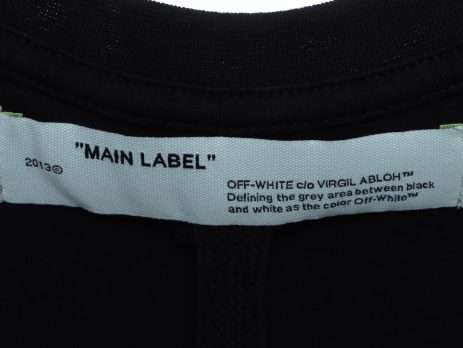 "MAIN LABEL"
2013©
OFF-WHITE c/o VIRGIL ABLOH™
Defining the grey area between black
and white as the color Off-White™